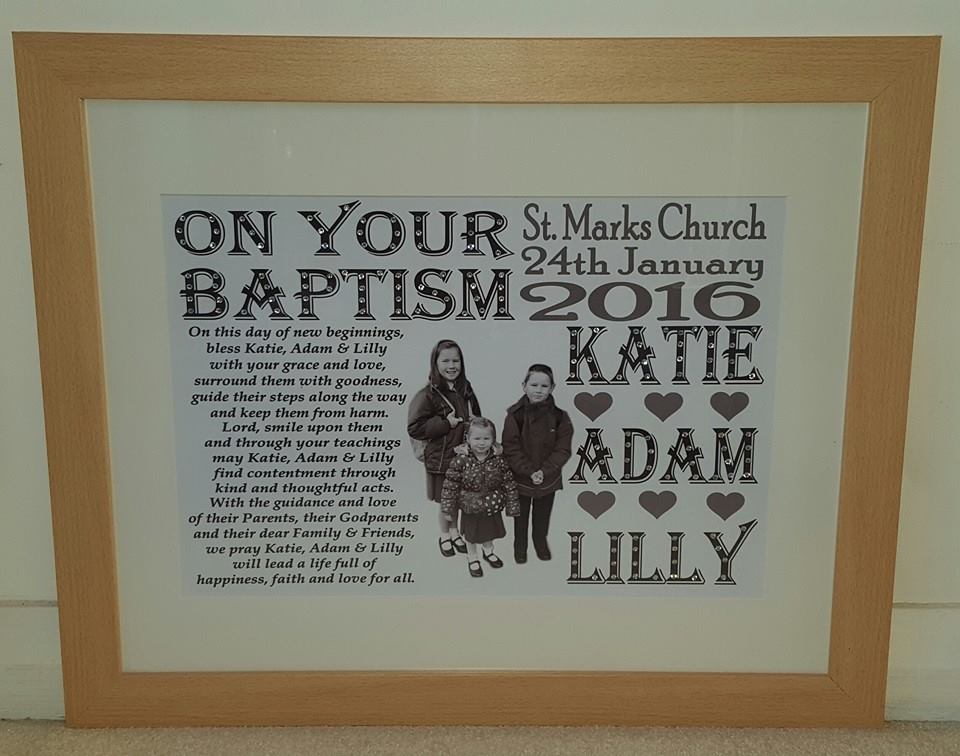 ON YOUR
BAPTISM
St. Marks Church
24th January
2016
On this day of new beginnings,
bless Katie, Adam & Lilly
with your grace and love,
surround them with goodness,
guide their steps along the way
and keep them from harm.
Lord, smile upon them
and through your teachings
may Katie, Adam & Lilly
find contentment through
kind and thoughtful acts.
With the guidance and love
of their Parents, their Godparents
and their dear Family & Friends,
we pray Katie, Adam & Lilly
will lead a life full of
happiness, faith and love for all.
KATIE
ADAM
LILLY